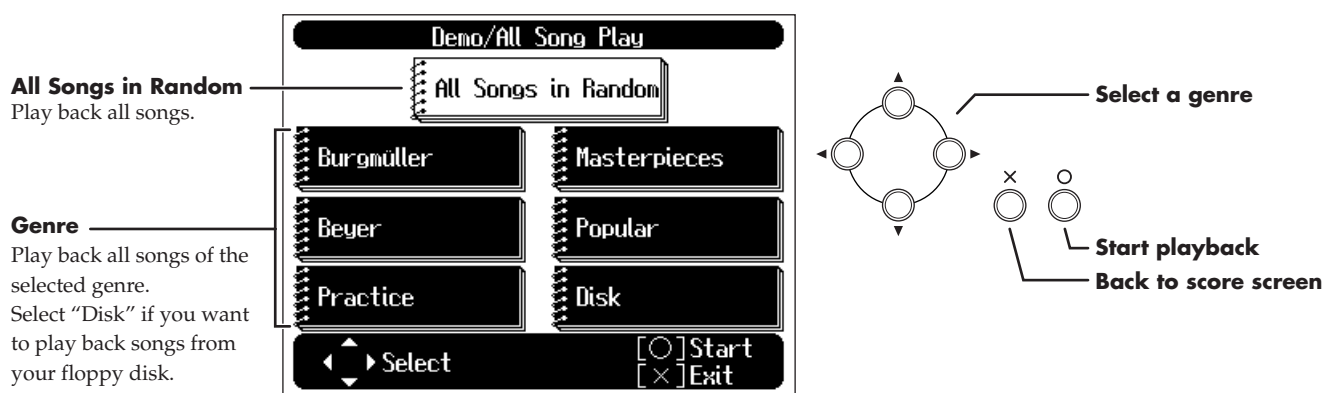 All Songs in Random
Play back all songs.
Genre
Play back all songs of the
selected genre.
Select “Disk” if you want
to play back songs from
your floppy disk.
Demo/All Song Play
All Songs in Random
Burgmüller
Masterpieces
Beyer
Popular
Practice
Disk
Select
[○]Start
[×]Exit
Select a genre
× ○
Start playback
Back to score screen